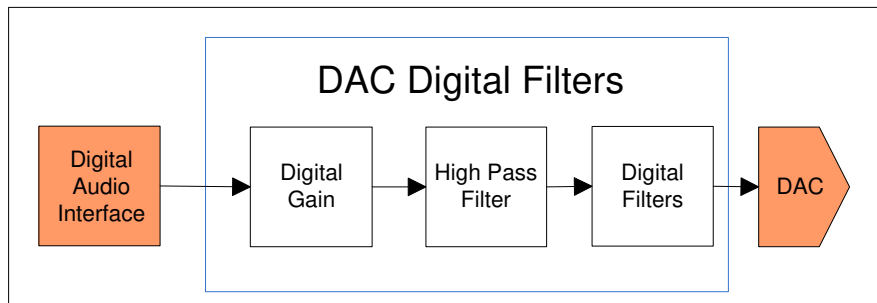 DAC Digital Filters
Digital
Audio
Interface
Digital
Gain
High Pass
Filter
Digital
Filters
DAC